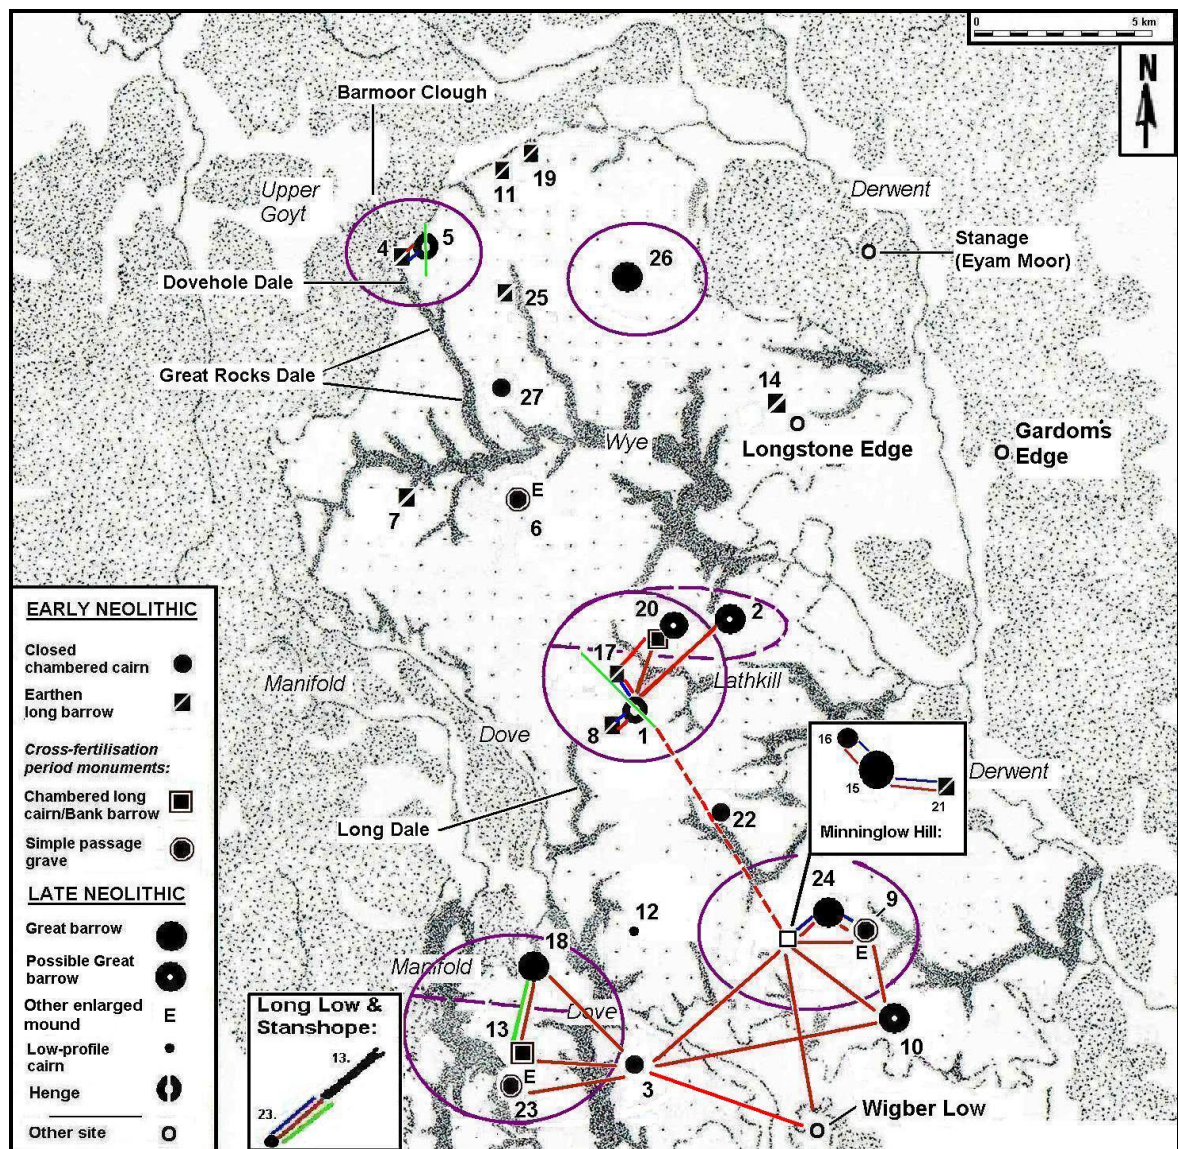 0 5 km
N
Barmoor Clough
Upper
Goyt
19
11
Derwent
4
5
Stanage
(Eyam Moor)
26
Dovehole Dale
25
Great Rocks Dale
27
14
Wye
Longstone Edge
Gardom's
Edge
E
7
6
20
2
17
Lathkill
Manifold
Dove
8
1
16
15
21
Minninglow Hill:
Derwent
Long Dale
22
24
9
12
E
18
Manifold
Dove
13
E
10
3
23
Wigber Low
O
Long Low &
Stanshope:
13.
23.
EARLY NEOLITHIC
Closed
chambered cairn
Earthen
long barrow
Cross-fertilisation
period monuments:
Chambered long
cairn/Bank barrow
Simple passage
grave
LATE NEOLITHIC
Great barrow
Possible Great
barrow
Other enlarged
mound E
Low-profile
cairn
Henge
Other site O